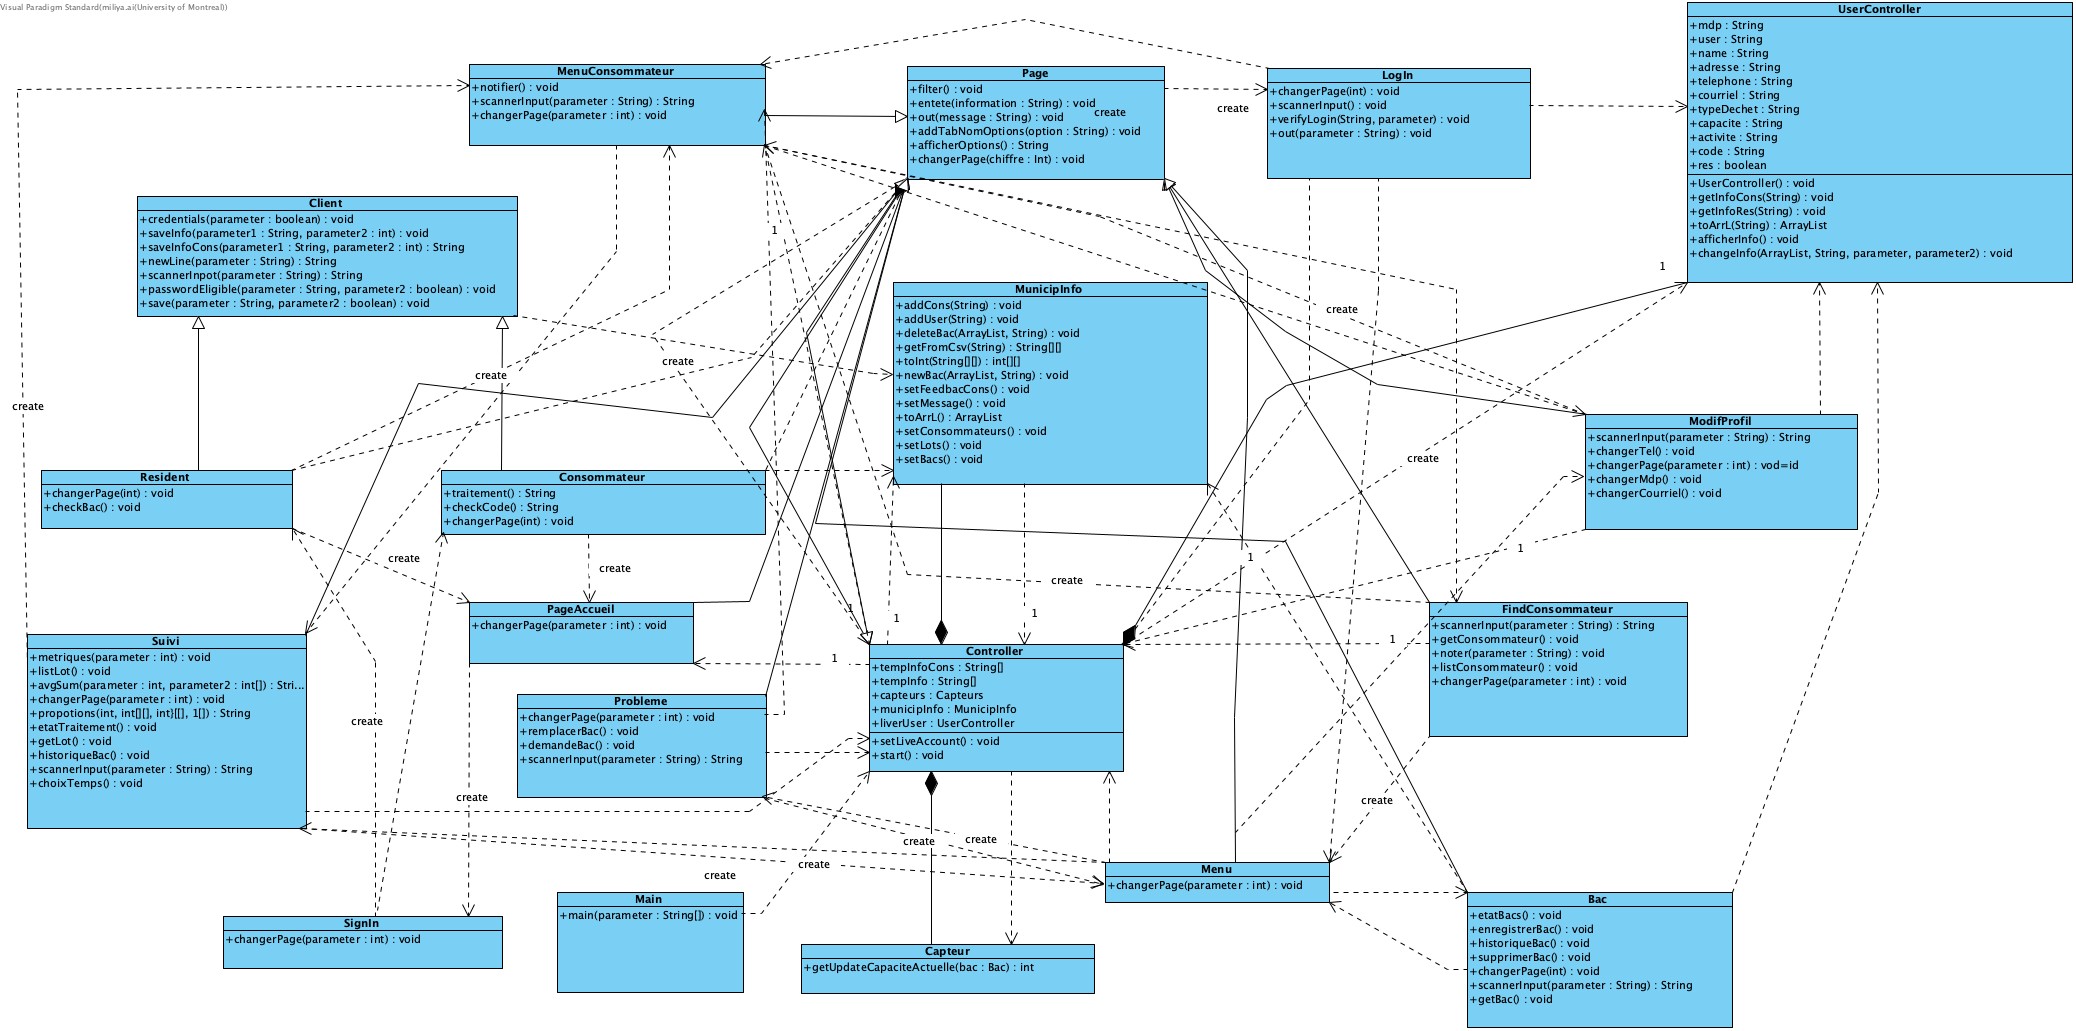 Visual Paradigm Standard(miliya.ai(University of Montreal))
MenuConsommateur
+notifier() : void
+scannerInput(parameter : String) : String
+changerPage(parameter : int) : void
Page
+filter() : void
+entete(information : String) : void
+out(message : String) : void
+addTabNomOptions(option : String) : void
+afficherOptions() : String
+changerPage(chiffre : Int) : void
create
create
LogIn
+changerPage(int) : void
+scannerInput() : void
+verifyLogin(String, parameter) : void
+out(parameter : String) : void
UserController
+mdp : String
+user : String
+name : String
+adresse : String
+telephone : String
+courriel : String
+typeDechet : String
+capacite : String
+activite : String
+code : String
+res : boolean
+UserController() : void
+getInfoCons(String) : void
+getInfoRes(String) : void
+toArrL(String) : ArrayList
+afficherInfo() : void
+changeInfo(ArrayList, String, parameter, parameter2) : void
Client
+credentials(parameter : boolean) : void
+saveInfo(parameter1 : String, parameter2 : int) : void
+saveInfoCons(parameter1 : String, parameter2 : int) : String
+newLine(parameter : String) : String
+scannerInpot(parameter : String) : String
+passwordEligible(parameter : String, parameter2 : boolean) : void
+save(parameter : String, parameter2 : boolean) : void
1
1
MunicipInfo
+addCons(String) : void
+addUser(String) : void
+deleteBac(ArrayList, String) : void
+getFromCsv(String) : String[][]
+toInt(String[][]) : int[][]
+newBac(ArrayList, String) : void
+setFeedbacCons() : void
+setMessage() : void
+toArrL() : ArrayList
+setConsommateurs() : void
+setLots() : void
+setBacs() : void
create
create
create
create
create
ModifProfil
+scannerInput(parameter : String) : String
+changerTel() : void
+changerPage(parameter : int) : vod=id
+changerMdp() : void
+changerCourriel() : void
Resident
+changerPage(int) : void
+checkBac() : void
Consommateur
+traitement() : String
+checkCode() : String
+changerPage(int) : void
create
create
create
1
1
PageAccueil
+changerPage(parameter : int) : void
1
1
1
1
1
FindConsommateur
+scannerInput(parameter : String) : String
+getConsommateur() : void
+noter(parameter : String) : void
+listConsommateur() : void
+changerPage(parameter : int) : void
Suivi
+metriques(parameter : int) : void
+listLot() : void
+avgSum(parameter : int, parameter2 : int[]) : Stri...
+changerPage(parameter : int) : void
+propotions(int, int[][], int}[[], 1[]) : String
+etatTraitement() : void
+getLot() : void
+historiqueBac() : void
+scannerInput(parameter : String) : String
+choixTemps() : void
create
Probleme
+changerPage(parameter : int) : void
+remplacerBac() : void
+demandeBac() : void
+scannerInput(parameter : String) : String
Controller
+tempInfoCons : String[]
+tempInfo : String[]
+capteurs : Capteurs
+municipInfo : MunicipInfo
+liverUser : UserController
+setLiveAccount() : void
+start() : void
create
create
create
create
create
create
Menu
+changerPage(parameter : int) : void
Main
+main(parameter : String[]) : void
SignIn
+changerPage(parameter : int) : void
Capteur
+getUpdateCapaciteActuelle(bac : Bac) : int
Bac
+etatBacs() : void
+enregistrerBac() : void
+historiqueBac() : void
+supprimerBac() : void
+changerPage(int) : void
+scannerInput(parameter : String) : String
+getBac() : void